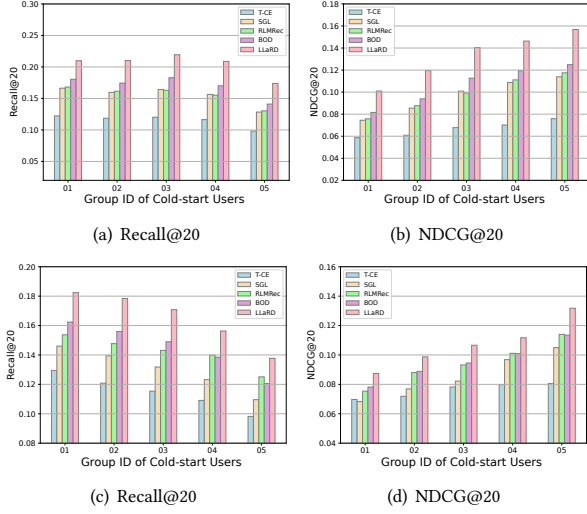 0.30
0.25
0.20
0.15
0.10
0.05
Recall@20
T-CE
SGL
RLMRec
BOD
LLaRD
01 02 03 04 05
Group ID of Cold-start Users
(a) Recall@20
0.18
0.16
0.14
0.12
0.10
0.08
0.06
0.04
0.02
NDCG@20
T-CE
SGL
RLMRec
BOD
LLaRD
01 02 03 04 05
Group ID of Cold-start Users
(b) NDCG@20
0.20
0.18
0.16
0.14
0.12
0.10
0.08
Recall@20
T-CE
SGL
RLMRec
BOD
LLaRD
01 02 03 04 05
Group ID of Cold-start Users
(c) Recall@20
0.16
0.14
0.12
0.10
0.08
0.06
0.04
NDCG@20
T-CE
SGL
RLMRec
BOD
LLaRD
01 02 03 04 05
Group ID of Cold-start Users
(d) NDCG@20